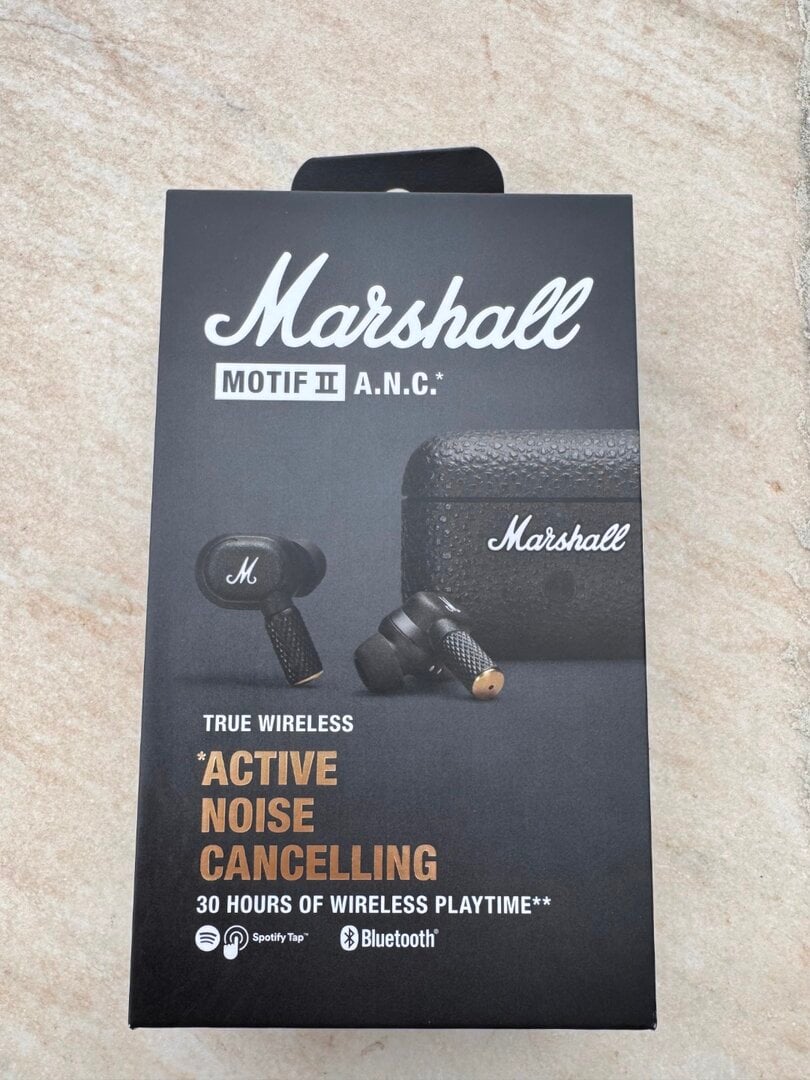 Marshall
MOTIF II A.N.C.*
Marshall
M
TRUE WIRELESS
*ACTIVE
NOISE
CANCELLING
30 HOURS OF WIRELESS PLAYTIME**
Spotify Tap™
Bluetooth®